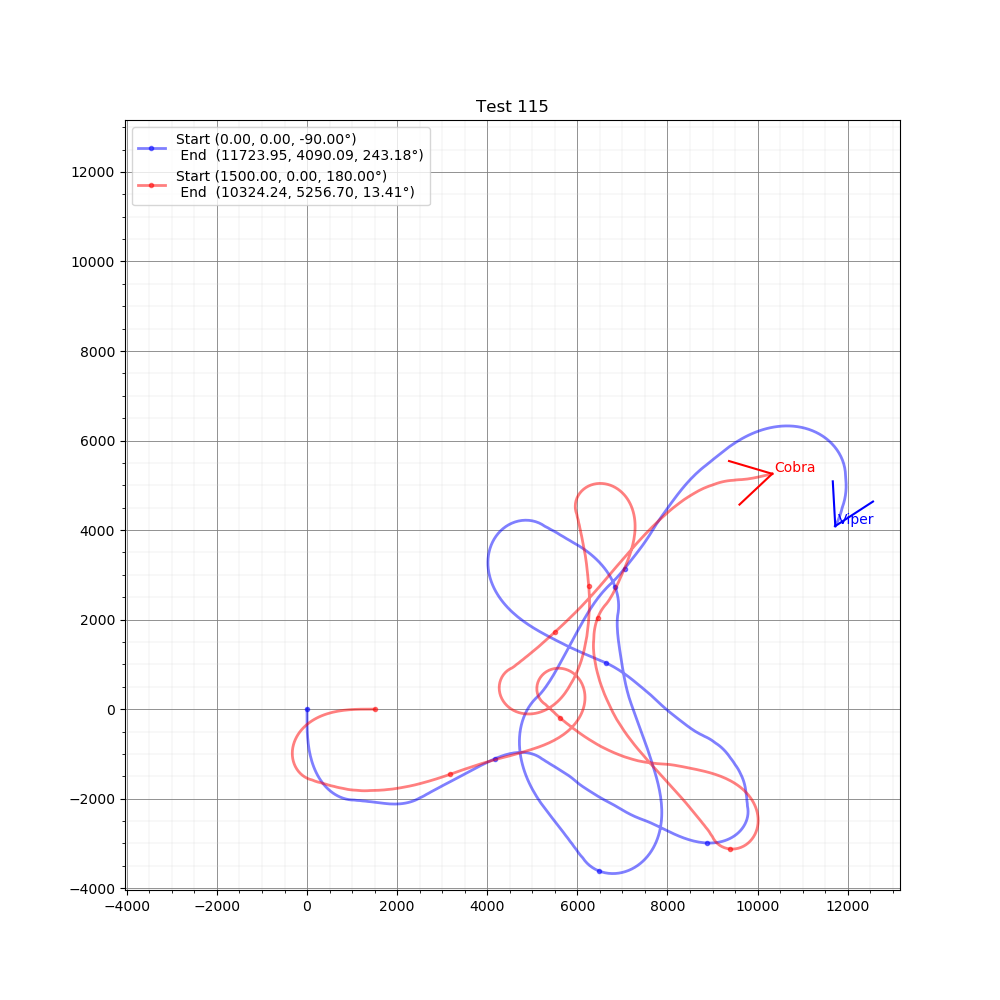 Test 115
Start (0.00, 0.00, -90.00°)
End (11723.95, 4090.09, 243.18°)
Start (1500.00, 0.00, 180.00°)
End (10324.24, 5256.70, 13.41°)
12000
10000
8000
6000
4000
2000
0
−2000
−4000
Cobra
Viper
−4000 −2000 0 2000 4000 6000 8000 10000 12000